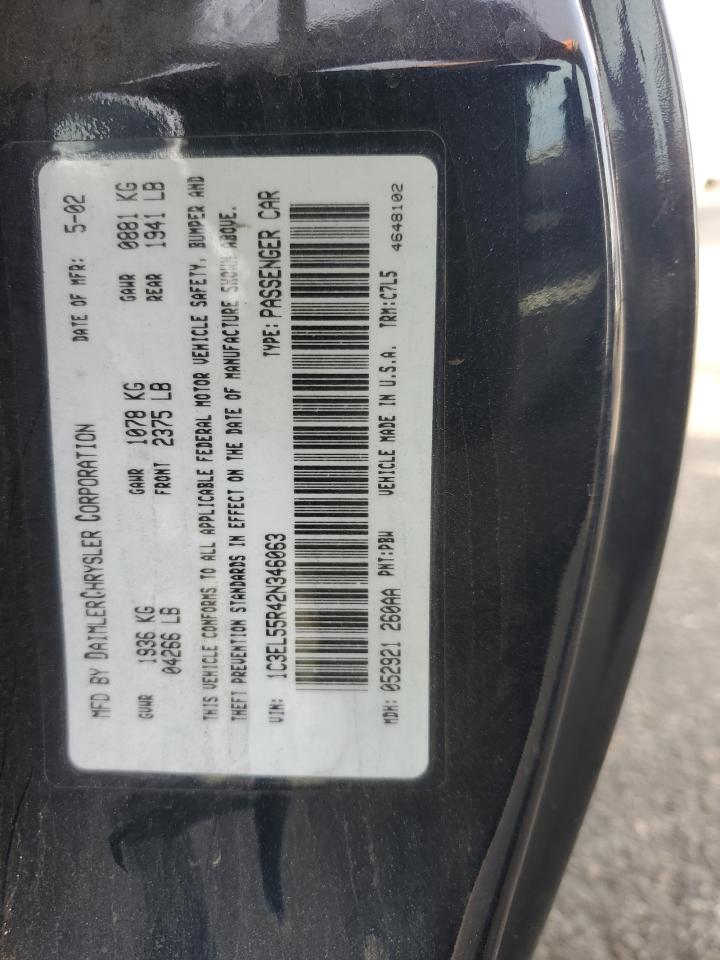 MFD BY DAIMLERCHRYSLER CORPORATION DATE OF MFR: 5-02
GVWR 1936 KG GAWR 1078 KG GAWR 0881 KG
04266 LB FRONT 2375 LB REAR 1941 LB
THIS VEHICLE CONFORMS TO ALL APPLICABLE FEDERAL MOTOR VEHICLE SAFETY, BUMPER AND
THEFT PREVENTION STANDARDS IN EFFECT ON THE DATE OF MANUFACTURE SHOWN ABOVE.
VIN: 1C3EL55R42N346063 TYPE: PASSENGER CAR
MDH: 052921 260AA PNT:PBW VEHICLE MADE IN U.S.A. TRM:C7L5
4648102